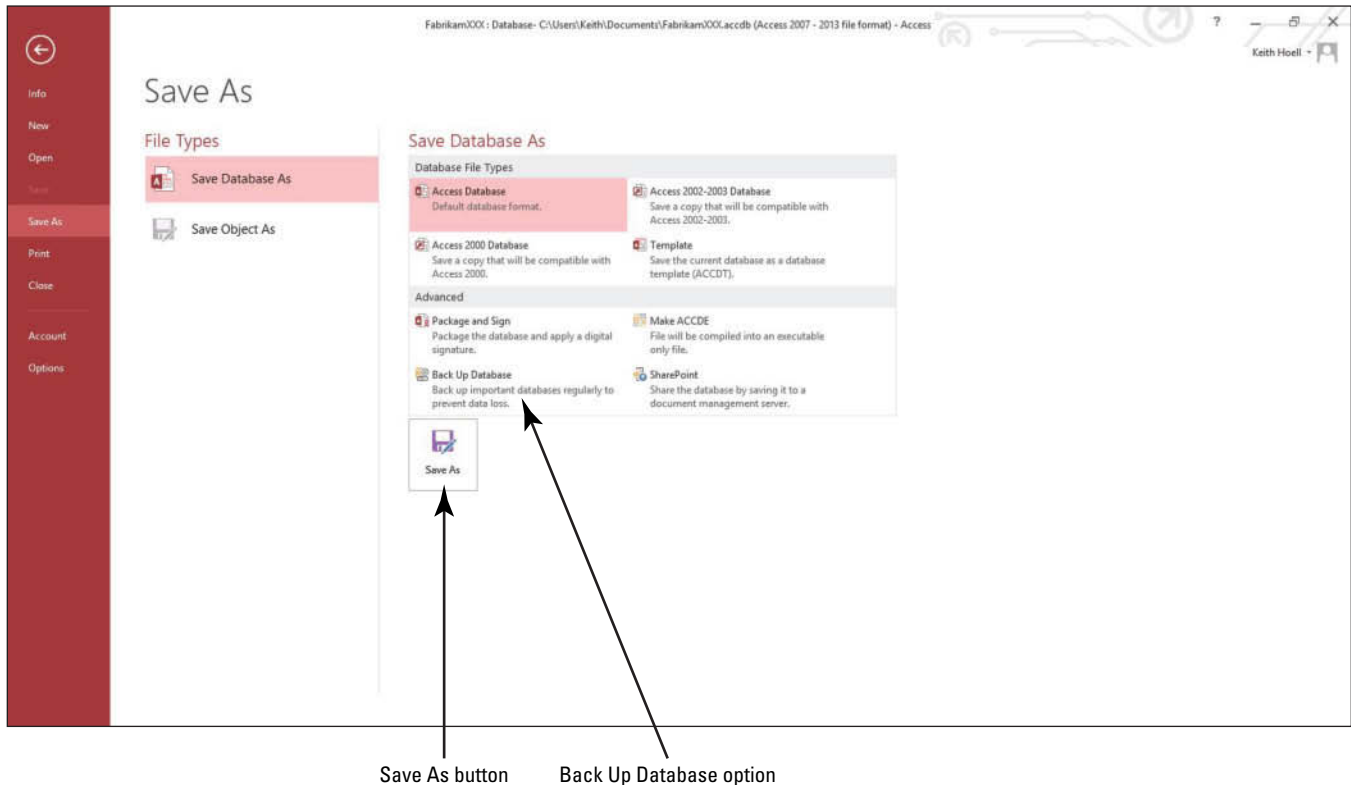 FabrikamXXX : Database- C:\Users\Keith\Documents\FabrikamXXX.accdb (Access 2007 - 2013 file format) - Access
?
Keith Hoell
Info
New
Open
Save
Save As
Print
Close
Account
Options
Save As
File Types
Save Database As
Save Object As
Save Database As
Database File Types
Access Database
Default database format.
Access 2002-2003 Database
Save a copy that will be compatible with
Access 2002-2003.
Access 2000 Database
Save a copy that will be compatible with
Access 2000.
Template
Save the current database as a database
template (ACCDT).
Advanced
Package and Sign
Package the database and apply a digital
signature.
Make ACCDE
File will be compiled into an executable
only file.
Back Up Database
Back up important databases regularly to
prevent data loss.
SharePoint
Share the database by saving it to a
document management server.
Save As
Save As button
Back Up Database option